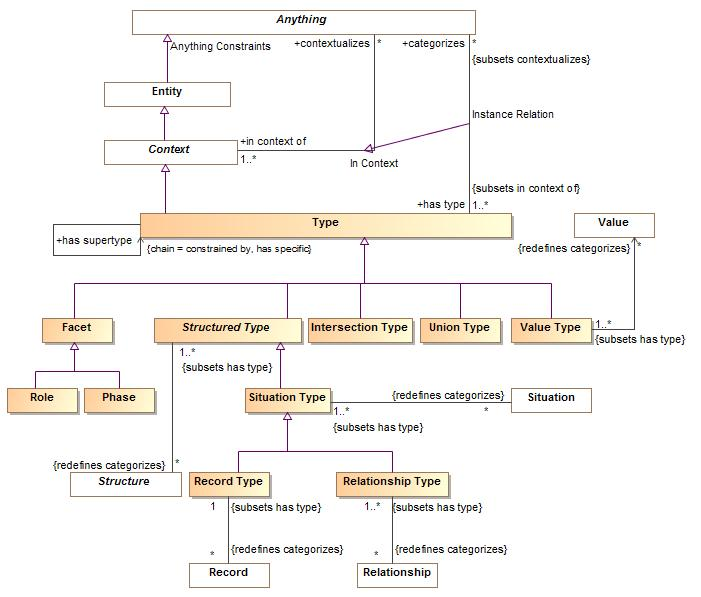 Anything
Anything Constraints
+contextualizes
*
+categorizes
*
{subsets contextualizes}
Entity
Instance Relation
Context
+in context of
1..*
In Context
{subsets in context of}
+has type
1..*
Type
Value
+has supertype
{chain = constrained by, has specific}
{redefines categorizes}
*
Facet
Structured Type
Intersection Type
Union Type
Value Type
1..*
{subsets has type}
1..*
{subsets has type}
Role
Phase
Situation Type
{redefines categorizes}
Situation
1..*
*
{subsets has type}
{redefines categorizes}
*
Structure
Record Type
Relationship Type
1
{subsets has type}
1..*
{subsets has type}
*
{redefines categorizes}
*
{redefines categorizes}
Record
Relationship